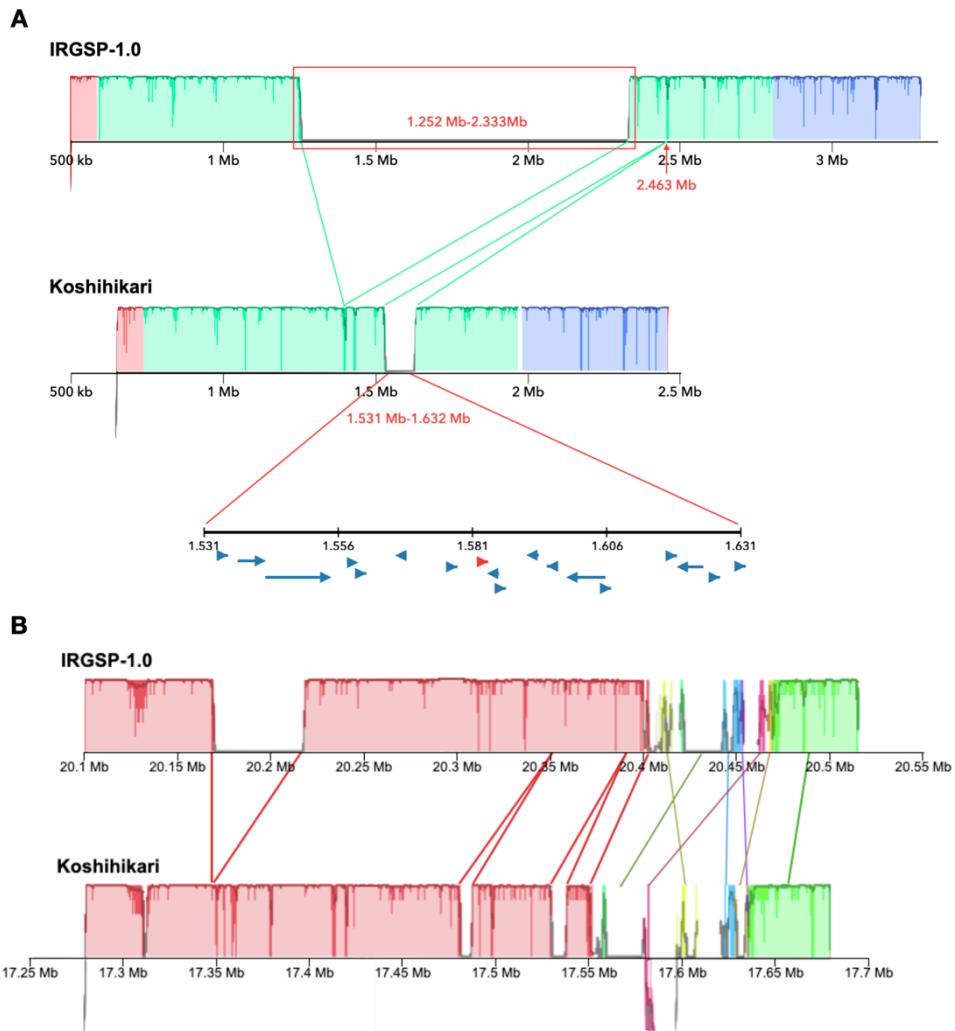 A
IRGSP-1.0
1.252 Mb-2.333Mb
500 kb 1 Mb 1.5 Mb 2 Mb 2.5 Mb 3 Mb
2.463 Mb
Koshihikari
500 kb 1 Mb 1.5 Mb 2 Mb 2.5 Mb
1.531 Mb-1.632 Mb
1.531 1.556 1.581 1.606 1.631
B
IRGSP-1.0
20.1 Mb 20.15 Mb 20.2 Mb 20.25 Mb 20.3 Mb 20.35 Mb 20.4 Mb 20.45 Mb 20.5 Mb 20.55 Mb
Koshihikari
17.25 Mb 17.3 Mb 17.35 Mb 17.4 Mb 17.45 Mb 17.5 Mb 17.55 Mb 17.6 Mb 17.65 Mb 17.7 Mb